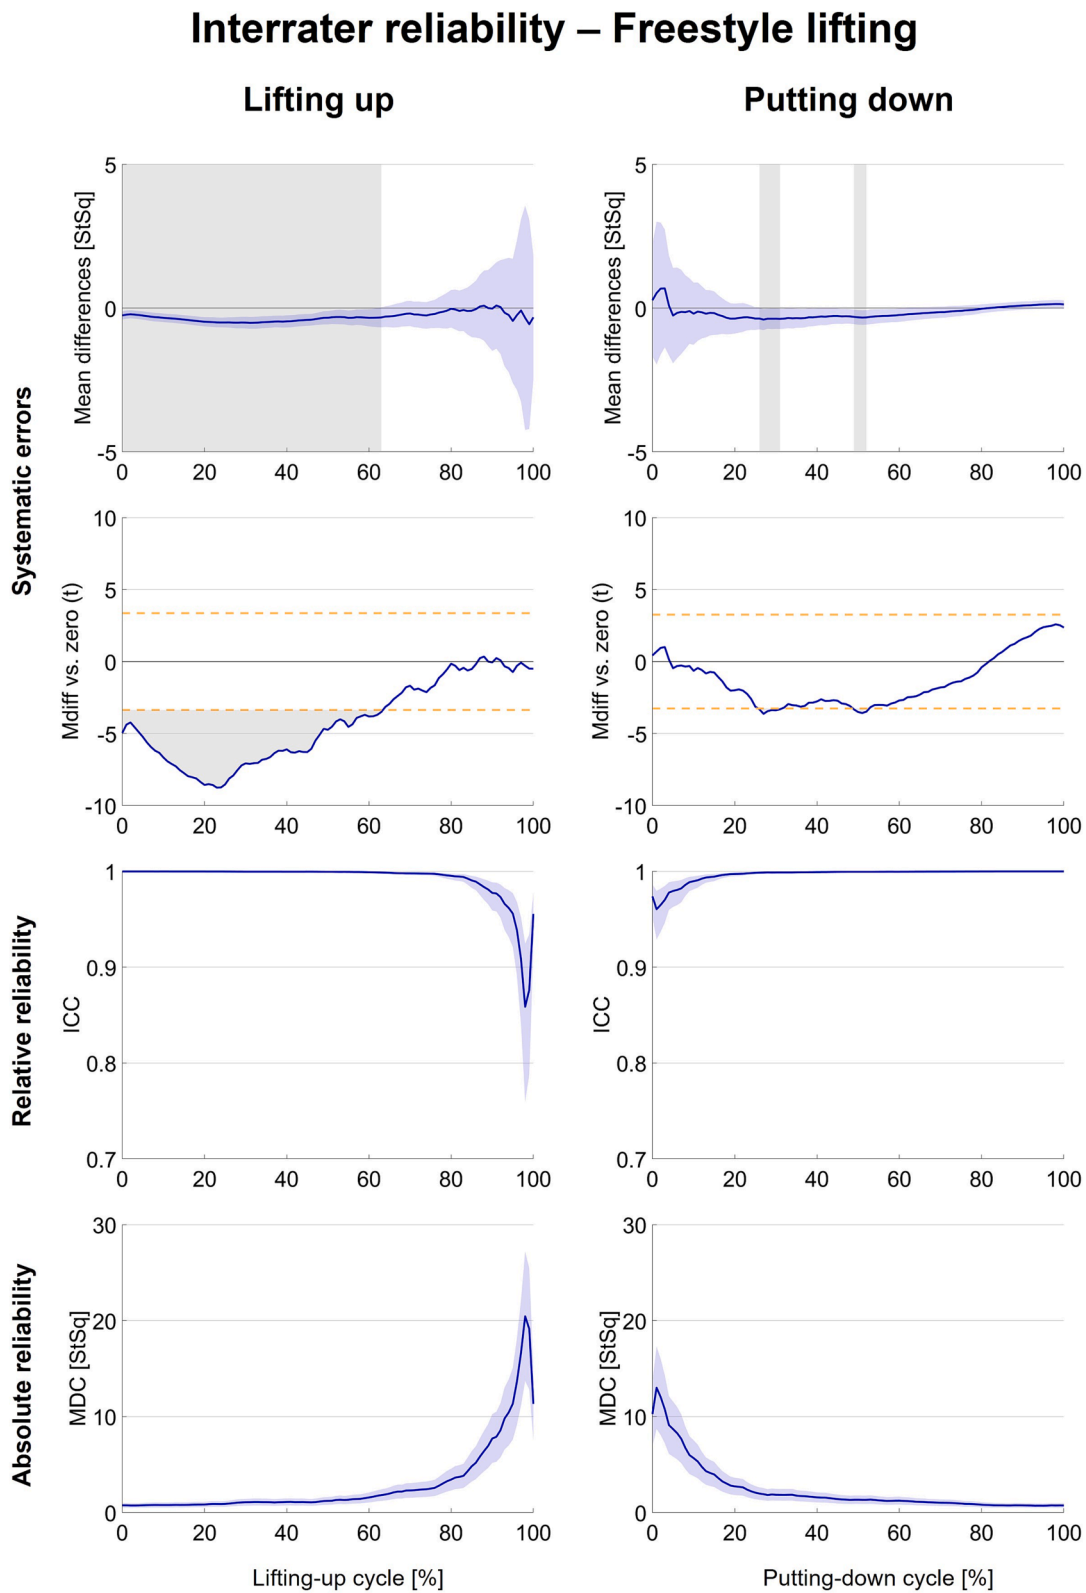 Interrater reliability – Freestyle lifting
Lifting up
Putting down
Systematic errors
Mean differences [StSq]
5
0
-5
0 20 40 60 80 100
Mean differences [StSq]
5
0
-5
0 20 40 60 80 100
Mdiff vs. zero (t)
10
5
0
-5
-10
0 20 40 60 80 100
Mdiff vs. zero (t)
10
5
0
-5
-10
0 20 40 60 80 100
Relative reliability
ICC
1
0.9
0.8
0.7
0 20 40 60 80 100
ICC
1
0.9
0.8
0.7
0 20 40 60 80 100
Absolute reliability
MDC [StSq]
30
20
10
0
0 20 40 60 80 100
Lifting-up cycle [%]
MDC [StSq]
30
20
10
0
0 20 40 60 80 100
Putting-down cycle [%]